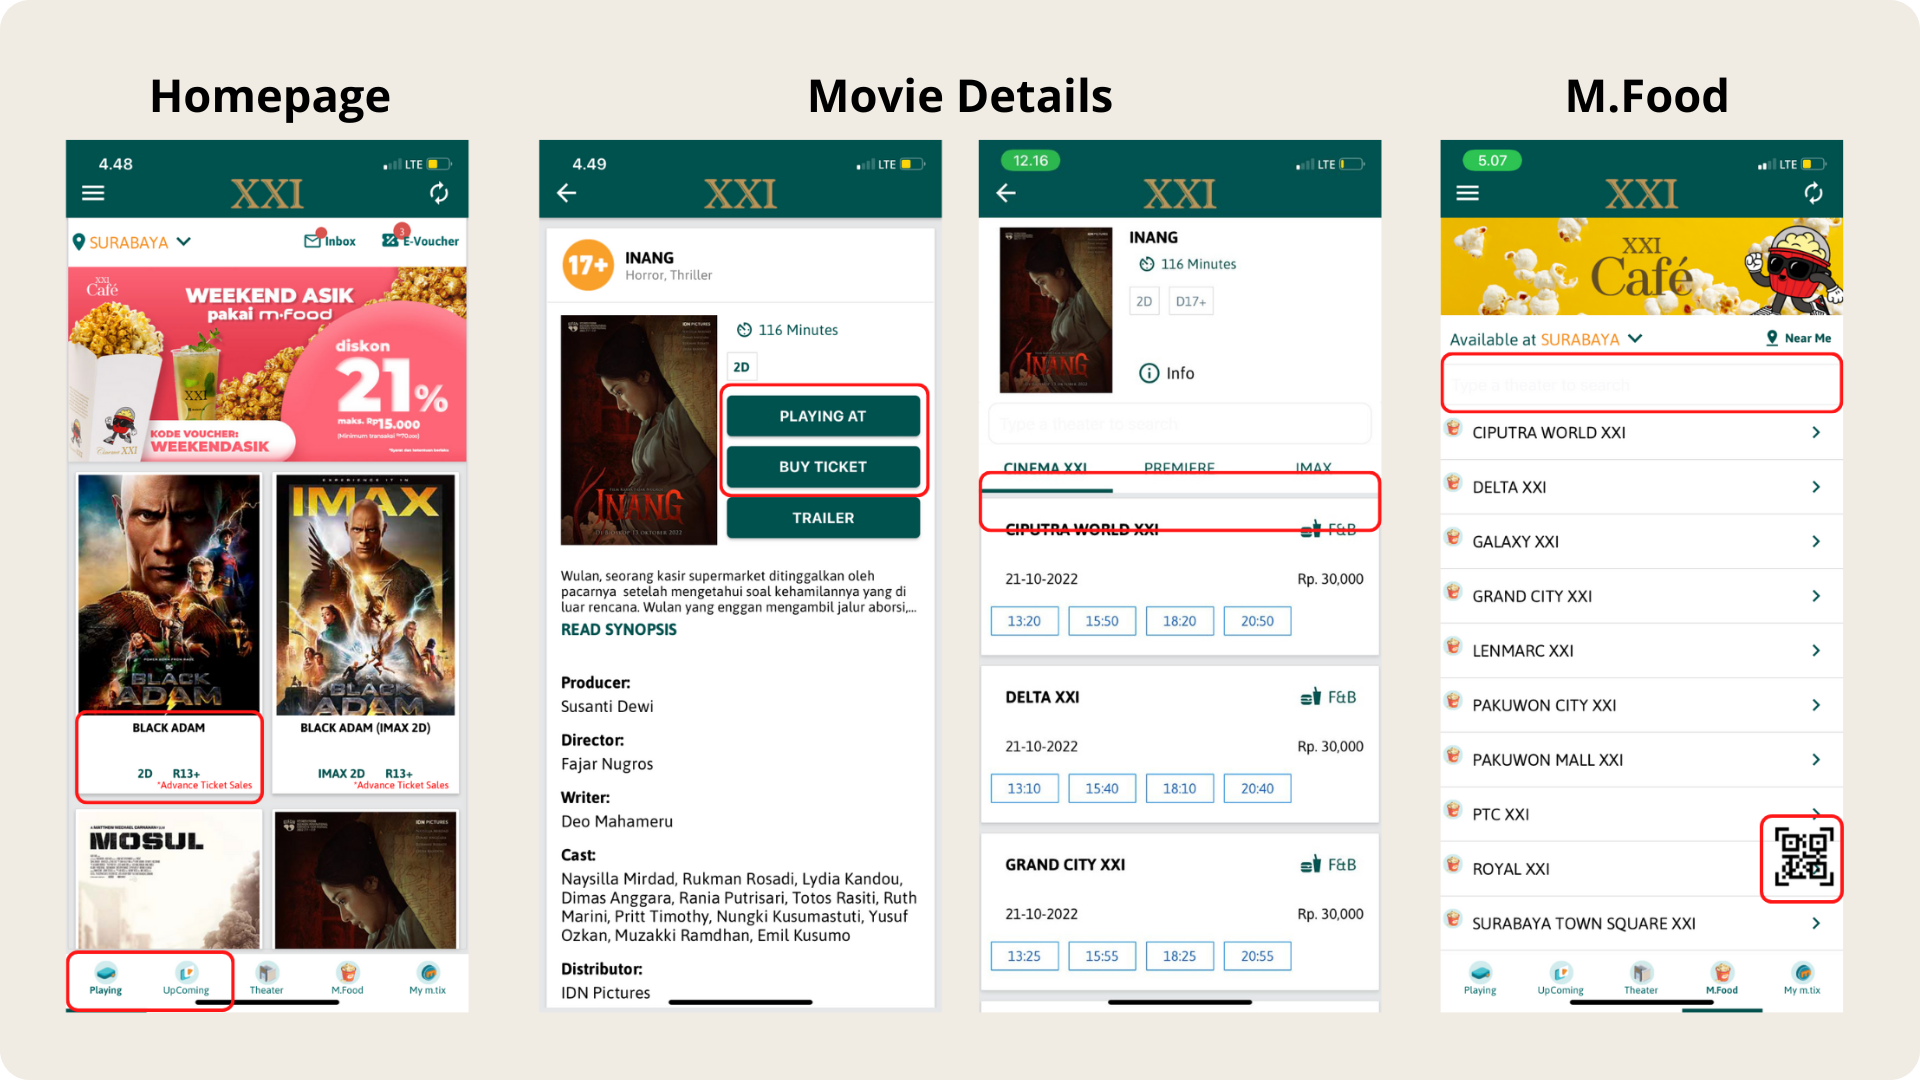 Homepage
4.48
LTE
XXI
SURABAYA
Inbox
3
E-Voucher
XXI
Café
WEEKEND ASIK
pakai m.food
diskon
21%
maks. Rp15.000
XXI
KODE VOUCHER:
WEEKENDASIK
Cinema XXI
IMAX
BLACK
ADAM
BLACK
ADAM
BLACK ADAM
2D R13+
*Advance Ticket Sales
BLACK ADAM (IMAX 2D)
IMAX 2D R13+
*Advance Ticket Sales
MOSUL
IDN PICTURES
Playing
UpComing
Theater
M.Food
My m.tix
Movie Details
4.49
LTE
XXI
17+
INANG
Horror, Thriller
IDN PICTURES
INANG
116 Minutes
2D
PLAYING AT
BUY TICKET
TRAILER
Wulan, seorang kasir supermarket ditinggalkan oleh
pacarnya setelah mengetahui soal kehamilannya yang di
luar rencana. Wulan yang enggan mengambil jalur aborsi,...
READ SYNOPSIS
Producer:
Susanti Dewi
Director:
Fajar Nugros
Writer:
Deo Mahameru
Cast:
Naysilla Mirdad, Rukman Rosadi, Lydia Kandou,
Dimas Anggara, Rania Putrisari, Totos Rasiti, Ruth
Marini, Pritt Timothy, Nungki Kusumastuti, Yusuf
Ozkan, Muzakki Ramdhan, Emil Kusumo
Distributor:
IDN Pictures
12.16
LTE
XXI
INANG
INANG
116 Minutes
2D
D17+
Info
Type a theater to search
CINEMA XXI
PREMIERE
IMAX
CIPUTRA WORLD XXI
F&B
21-10-2022
Rp. 30,000
13:20
15:50
18:20
20:50
DELTA XXI
F&B
21-10-2022
Rp. 30,000
13:10
15:40
18:10
20:40
GRAND CITY XXI
F&B
21-10-2022
Rp. 30,000
13:25
15:55
18:25
20:55
M.Food
5.07
LTE
XXI
XXI
Café
Available at SURABAYA
Near Me
Type a theater to search
CIPUTRA WORLD XXI
DELTA XXI
GALAXY XXI
GRAND CITY XXI
LENMARC XXI
PAKUWON CITY XXI
PAKUWON MALL XXI
PTC XXI
ROYAL XXI
SURABAYA TOWN SQUARE XXI
Playing
UpComing
Theater
M.Food
My m.tix